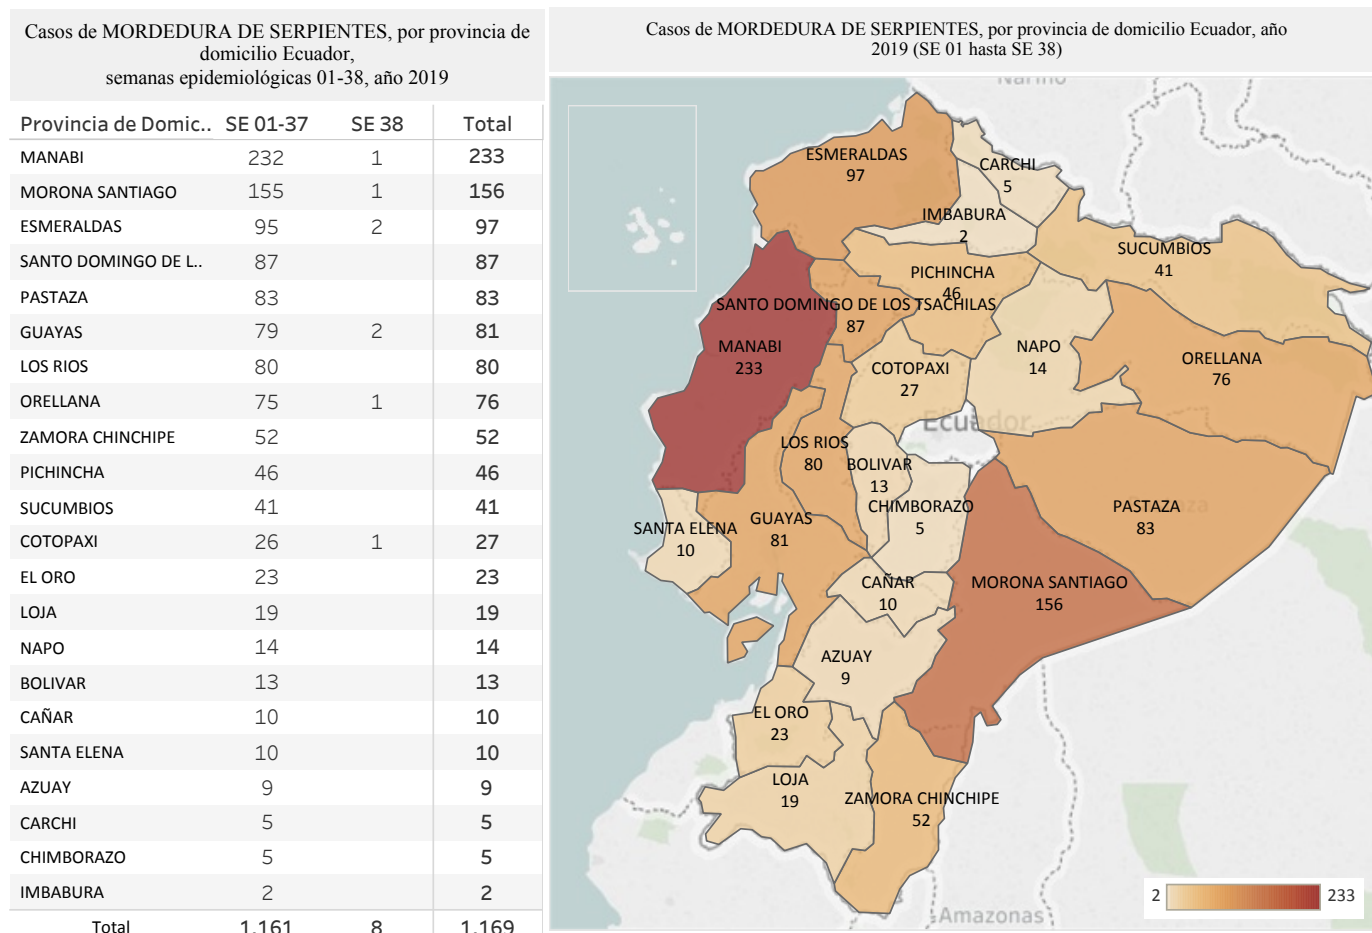 Casos de MORDEDURA DE SERPIENTES, por provincia de
domicilio Ecuador,
semanas epidemiológicas 01-38, año 2019
Provincia de Domic.. SE 01-37 SE 38 Total
MANABI 232 1 233
MORONA SANTIAGO 155 1 156
ESMERALDAS 95 2 97
SANTO DOMINGO DE L.. 87 87
PASTAZA 83 83
GUAYAS 79 2 81
LOS RIOS 80 80
ORELLANA 75 1 76
ZAMORA CHINCHIPE 52 52
PICHINCHA 46 46
SUCUMBIOS 41 41
COTOPAXI 26 1 27
EL ORO 23 23
LOJA 19 19
NAPO 14 14
BOLIVAR 13 13
CAÑAR 10 10
SANTA ELENA 10 10
AZUAY 9 9
CARCHI 5 5
CHIMBORAZO 5 5
IMBABURA 2 2
Total 1.161 8 1.169
Casos de MORDEDURA DE SERPIENTES, por provincia de domicilio Ecuador, año
2019 (SE 01 hasta SE 38)
Nariño
ESMERALDAS
97
CARCHI
5
IMBABURA
2
SUCUMBIOS
41
PICHINCHA
46
SANTO DOMINGO DE LOS TSACHILAS
87
MANABI
233
COTOPAXI
27
NAPO
14
ORELLANA
76
Ecuador
LOS RIOS
80
BOLIVAR
13
CHIMBORAZO
5
PASTAZA
83
SANTA ELENA
10
GUAYAS
81
CAÑAR
10
MORONA SANTIAGO
156
AZUAY
9
EL ORO
23
LOJA
19
ZAMORA CHINCHIPE
52
2 233
Amazonas